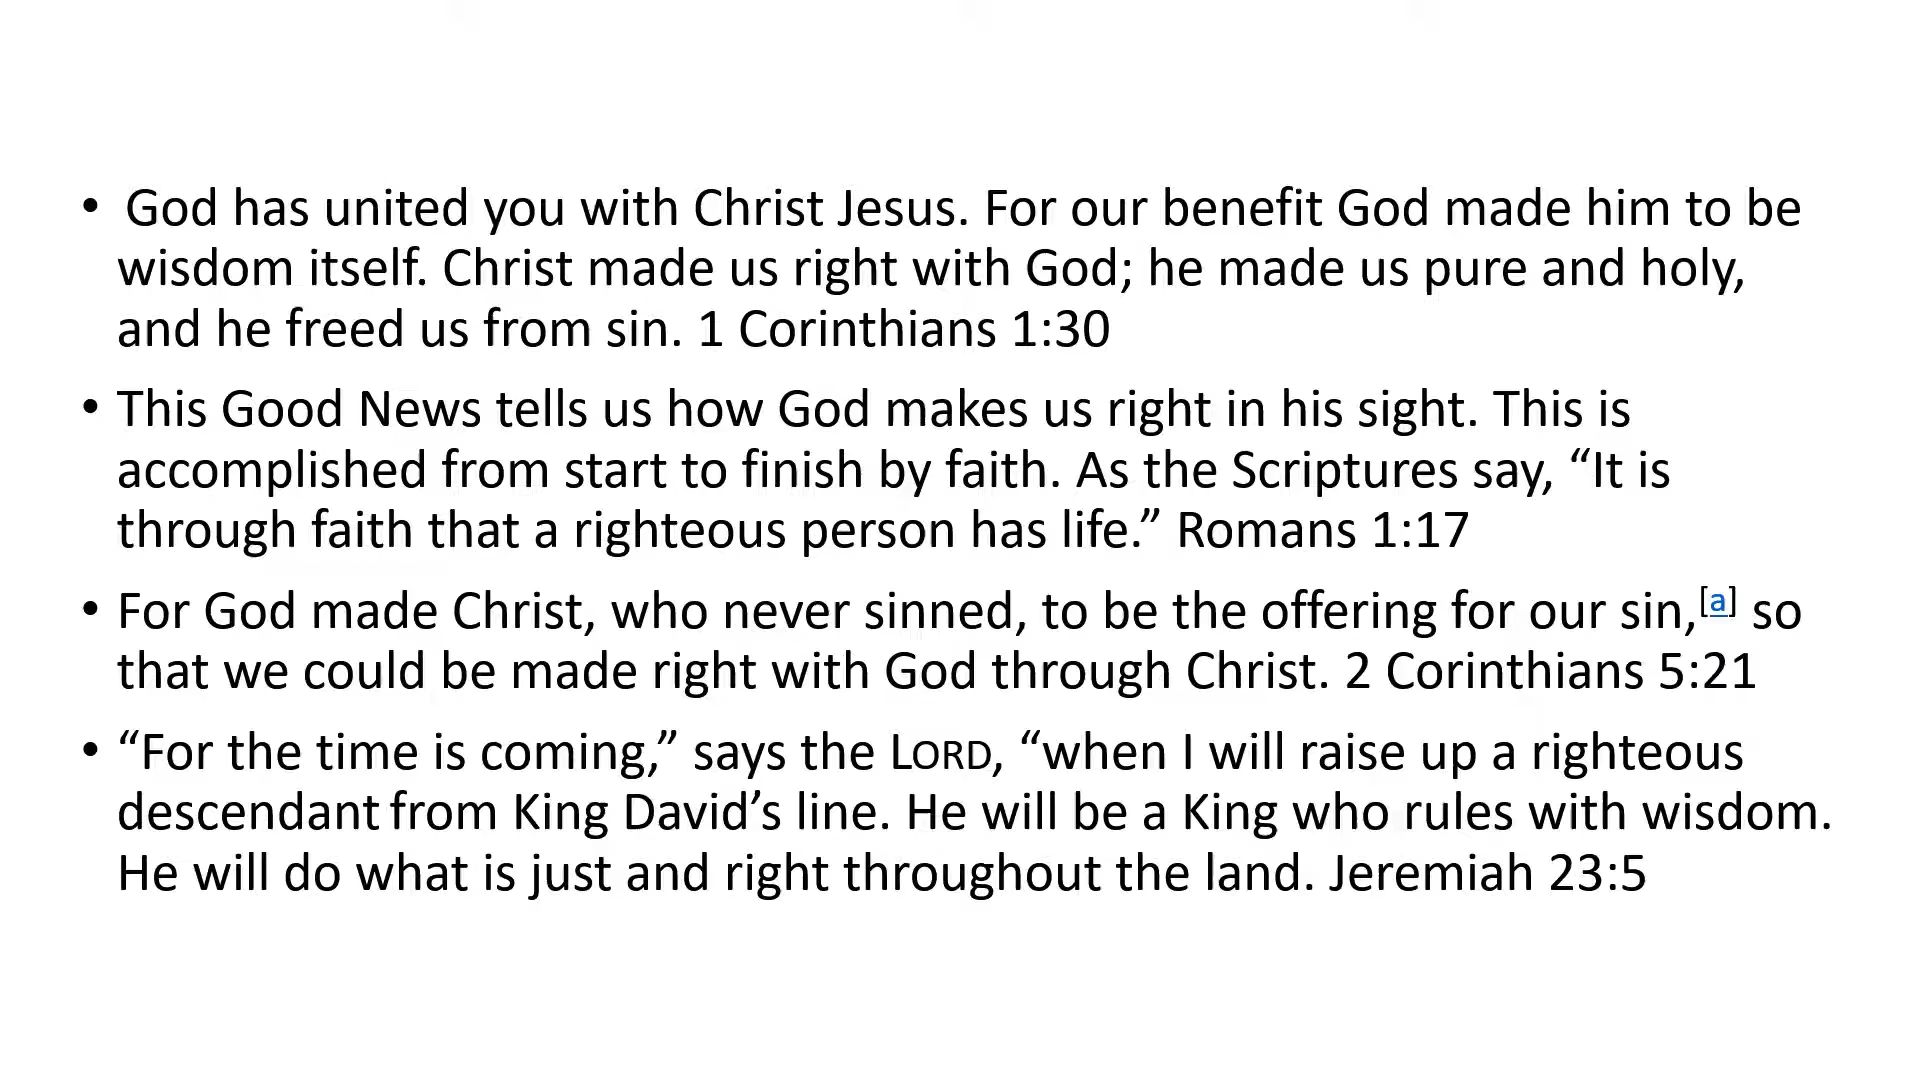 • God has united you with Christ Jesus. For our benefit God made him to be
wisdom itself. Christ made us right with God; he made us pure and holy,
and he freed us from sin. 1 Corinthians 1:30
• This Good News tells us how God makes us right in his sight. This is
accomplished from start to finish by faith. As the Scriptures say, “It is
through faith that a righteous person has life.” Romans 1:17
• For God made Christ, who never sinned, to be the offering for our sin,[a] so
that we could be made right with God through Christ. 2 Corinthians 5:21
• “For the time is coming,” says the LORD, “when I will raise up a righteous
descendant from King David’s line. He will be a King who rules with wisdom.
He will do what is just and right throughout the land. Jeremiah 23:5